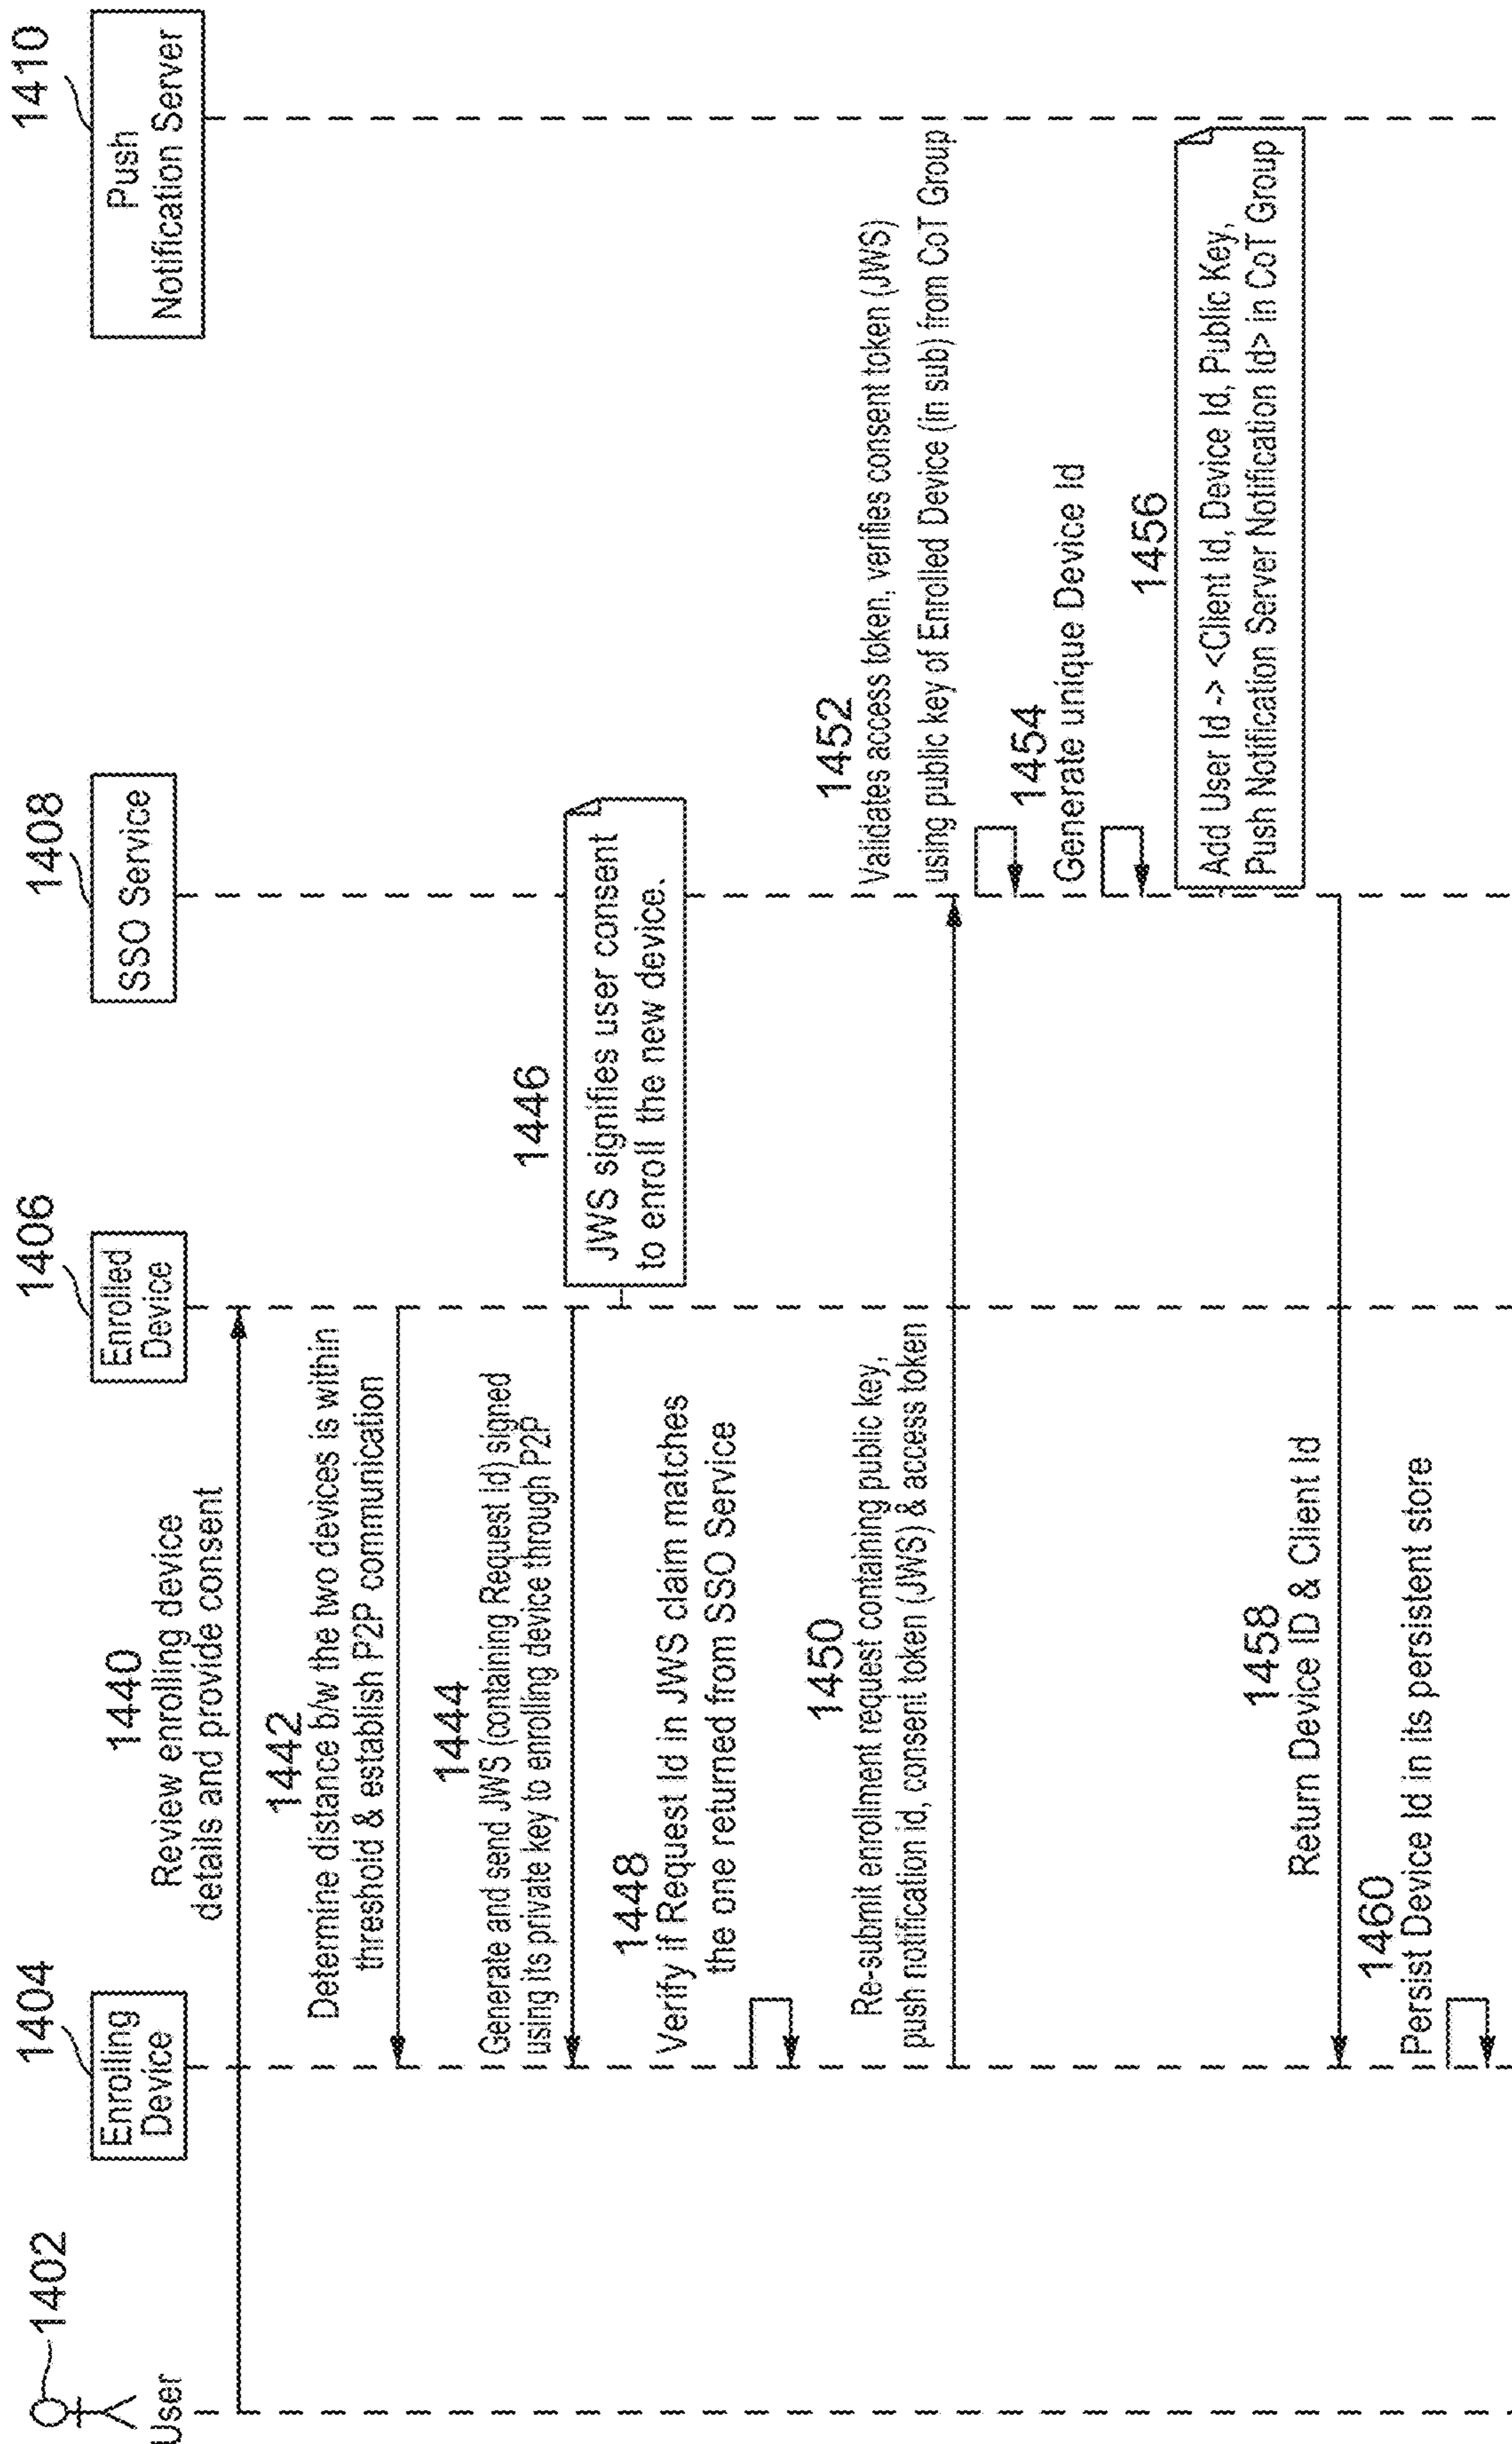 1402
User
1404
Enrolling
Device
1406
Enrolled
Device
1408
SSO Service
1410
Push
Notification Server
1440
Review enrolling device
details and provide consent
1442
Determine distance b/w the two devices is within
threshold & establish P2P communication
1444
Generate and send JWS (containing Request Id) signed
using its private key to enrolling device through P2P
1446
JWS signifies user consent
to enroll the new device.
1448
Verify if Request Id in JWS claim matches
the one returned from SSO Service
1450
Re-submit enrollment request containing public key,
push notification id, consent token (JWS) & access token
1452
Validates access token, verifies consent token (JWS)
using public key of Enrolled Device (in sub) from CoT Group
1454
Generate unique Device Id
1456
Add User Id -> <Client Id, Device Id, Public Key,
Push Notification Server Notification Id> in CoT Group
1458
Return Device ID & Client Id
1460
Persist Device Id in its persistent store